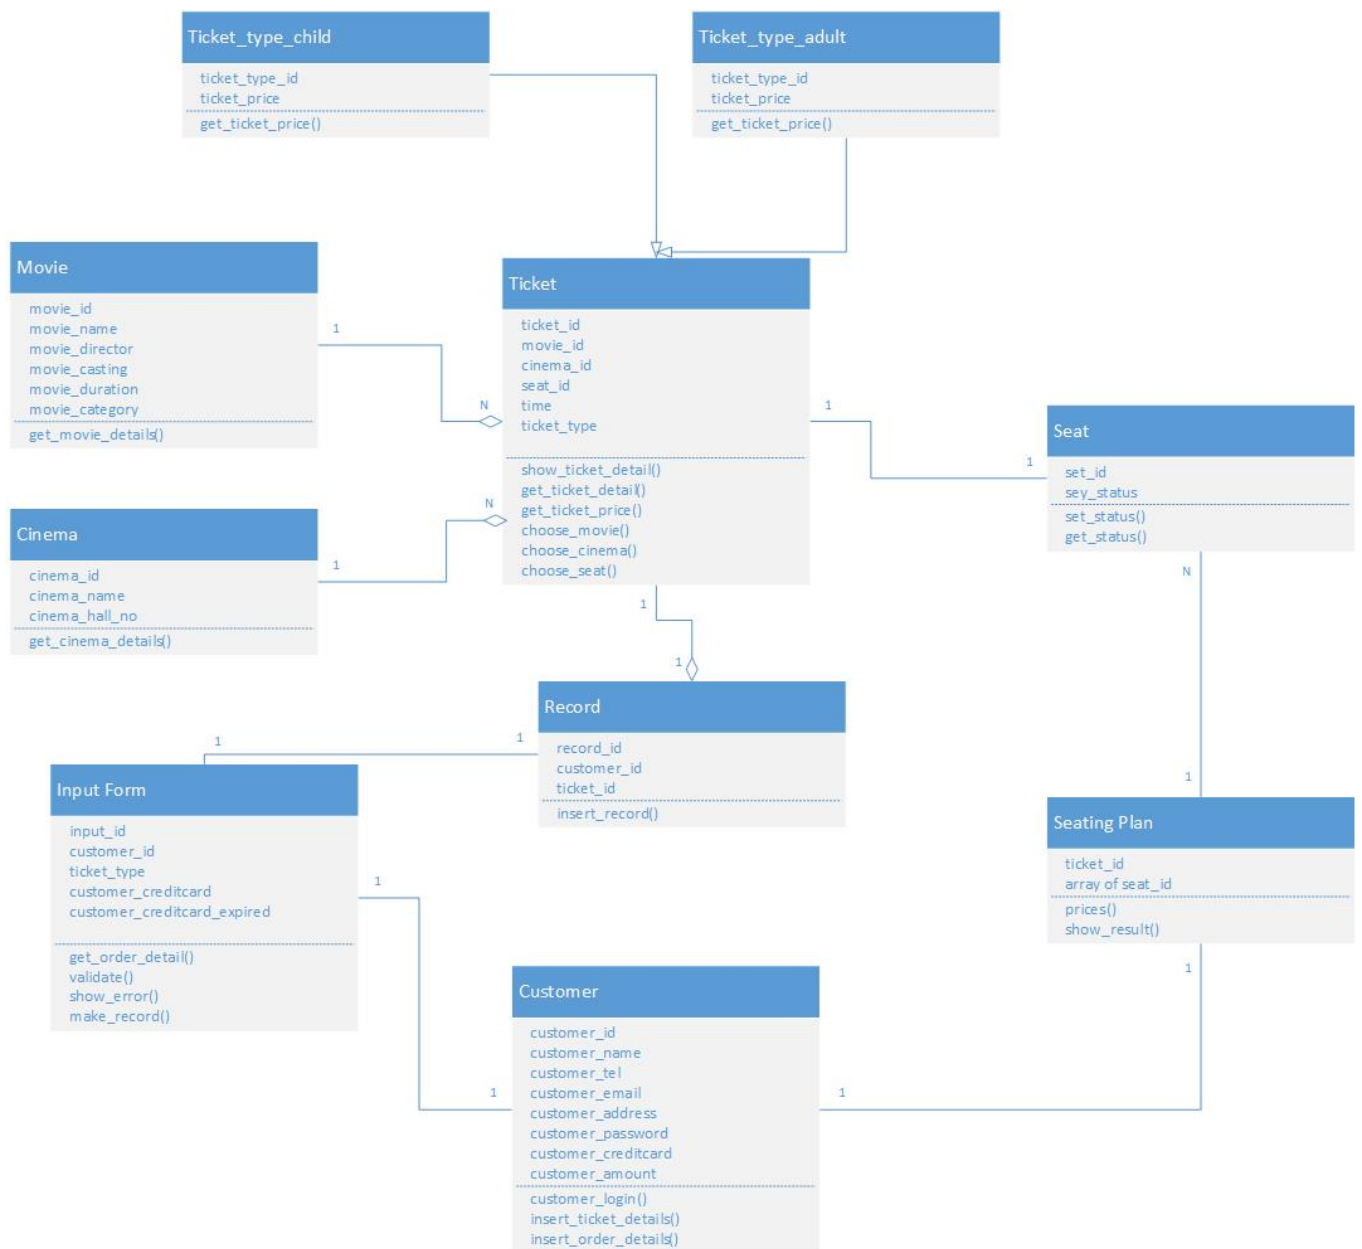 Ticket_type_child
ticket_type_id
ticket_price
get_ticket_price()
Ticket_type_adult
ticket_type_id
ticket_price
get_ticket_price()
Movie
movie_id
movie_name
movie_director
movie_casting
movie_duration
movie_category
get_movie_details()
1
N
Ticket
ticket_id
movie_id
cinema_id
seat_id
time
ticket_type
show_ticket_detail()
get_ticket_detail()
get_ticket_price()
choose_movie()
choose_cinema()
choose_seat()
1
1
Seat
set_id
sey_status
set_status()
get_status()
Cinema
cinema_id
cinema_name
cinema_hall_no
get_cinema_details()
1
N
1
1
N
1
Record
record_id
customer_id
ticket_id
insert_record()
1
1
Input Form
input_id
customer_id
ticket_type
customer_creditcard
customer_creditcard_expired
get_order_detail()
validate()
show_error()
make_record()
1
1
Seating Plan
ticket_id
array of seat_id
prices()
show_result()
1
1
Customer
customer_id
customer_name
customer_tel
customer_email
customer_address
customer_password
customer_creditcard
customer_amount
customer_login()
insert_ticket_details()
insert_order_details()